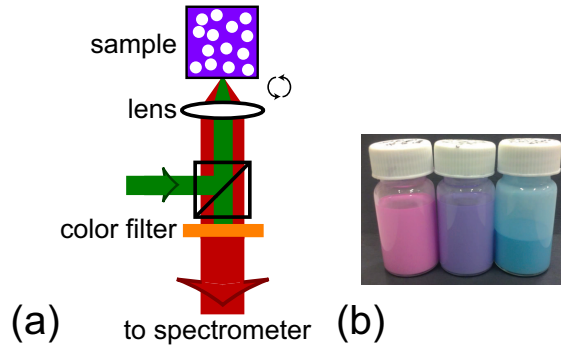 sample
lens
color filter
to spectrometer
(a)
(b)